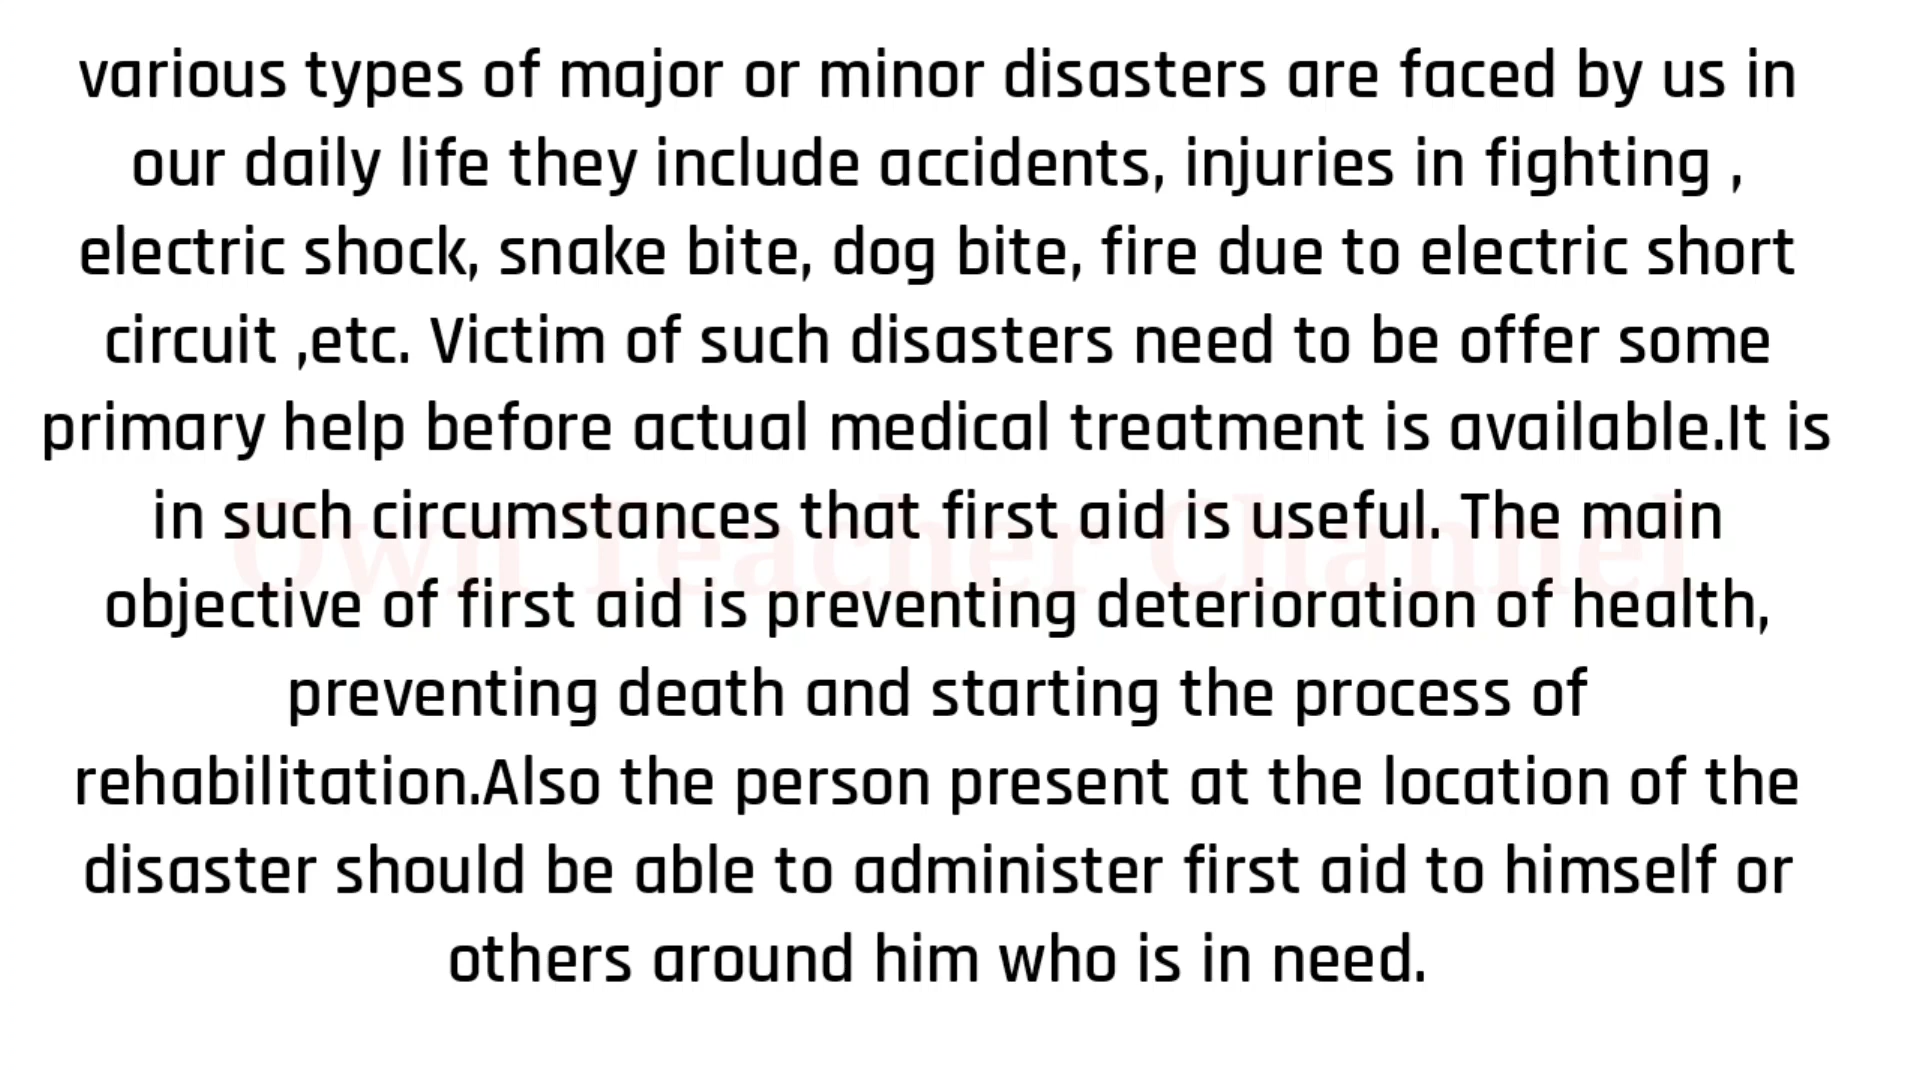 various types of major or minor disasters are faced by us in
our daily life they include accidents, injuries in fighting ,
electric shock, snake bite, dog bite, fire due to electric short
circuit ,etc. Victim of such disasters need to be offer some
primary help before actual medical treatment is available.It is
in such circumstances that first aid is useful. The main
Own Teacher Channel
objective of first aid is preventing deterioration of health,
preventing death and starting the process of
rehabilitation.Also the person present at the location of the
disaster should be able to administer first aid to himself or
others around him who is in need.